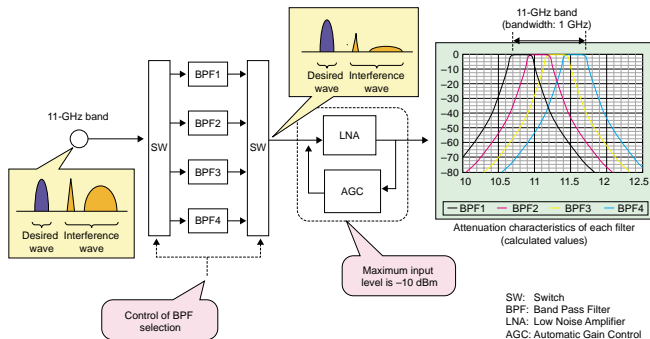 11-GHz band
(bandwidth: 1 GHz)
Desired
wave
Interference
wave
BPF1
BPF2
BPF3
BPF4
SW
SW
11-GHz band
Desired
wave
Interference
wave
LNA
AGC
Control of BPF
selection
Maximum input
level is –10 dBm
0
–10
–20
–30
–40
–50
–60
–70
–80
10 10.5 11 11.5 12 12.5
BPF1 BPF2 BPF3 BPF4
Attenuation characteristics of each filter
(calculated values)
SW: Switch
BPF: Band Pass Filter
LNA: Low Noise Amplifier
AGC: Automatic Gain Control